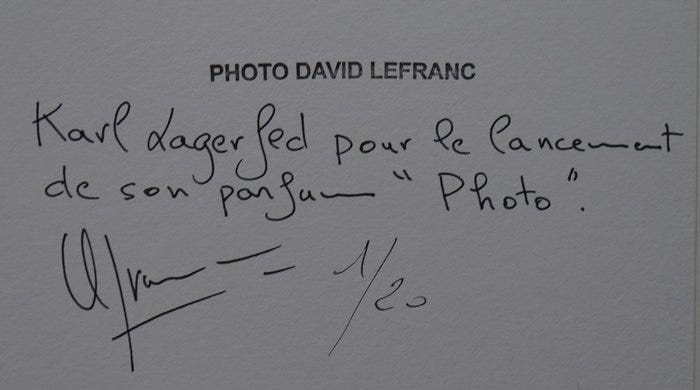 PHOTO DAVID LEFRANC
Karl Lagerfed pour le lancement
de son parfum " Photo ".
1/20